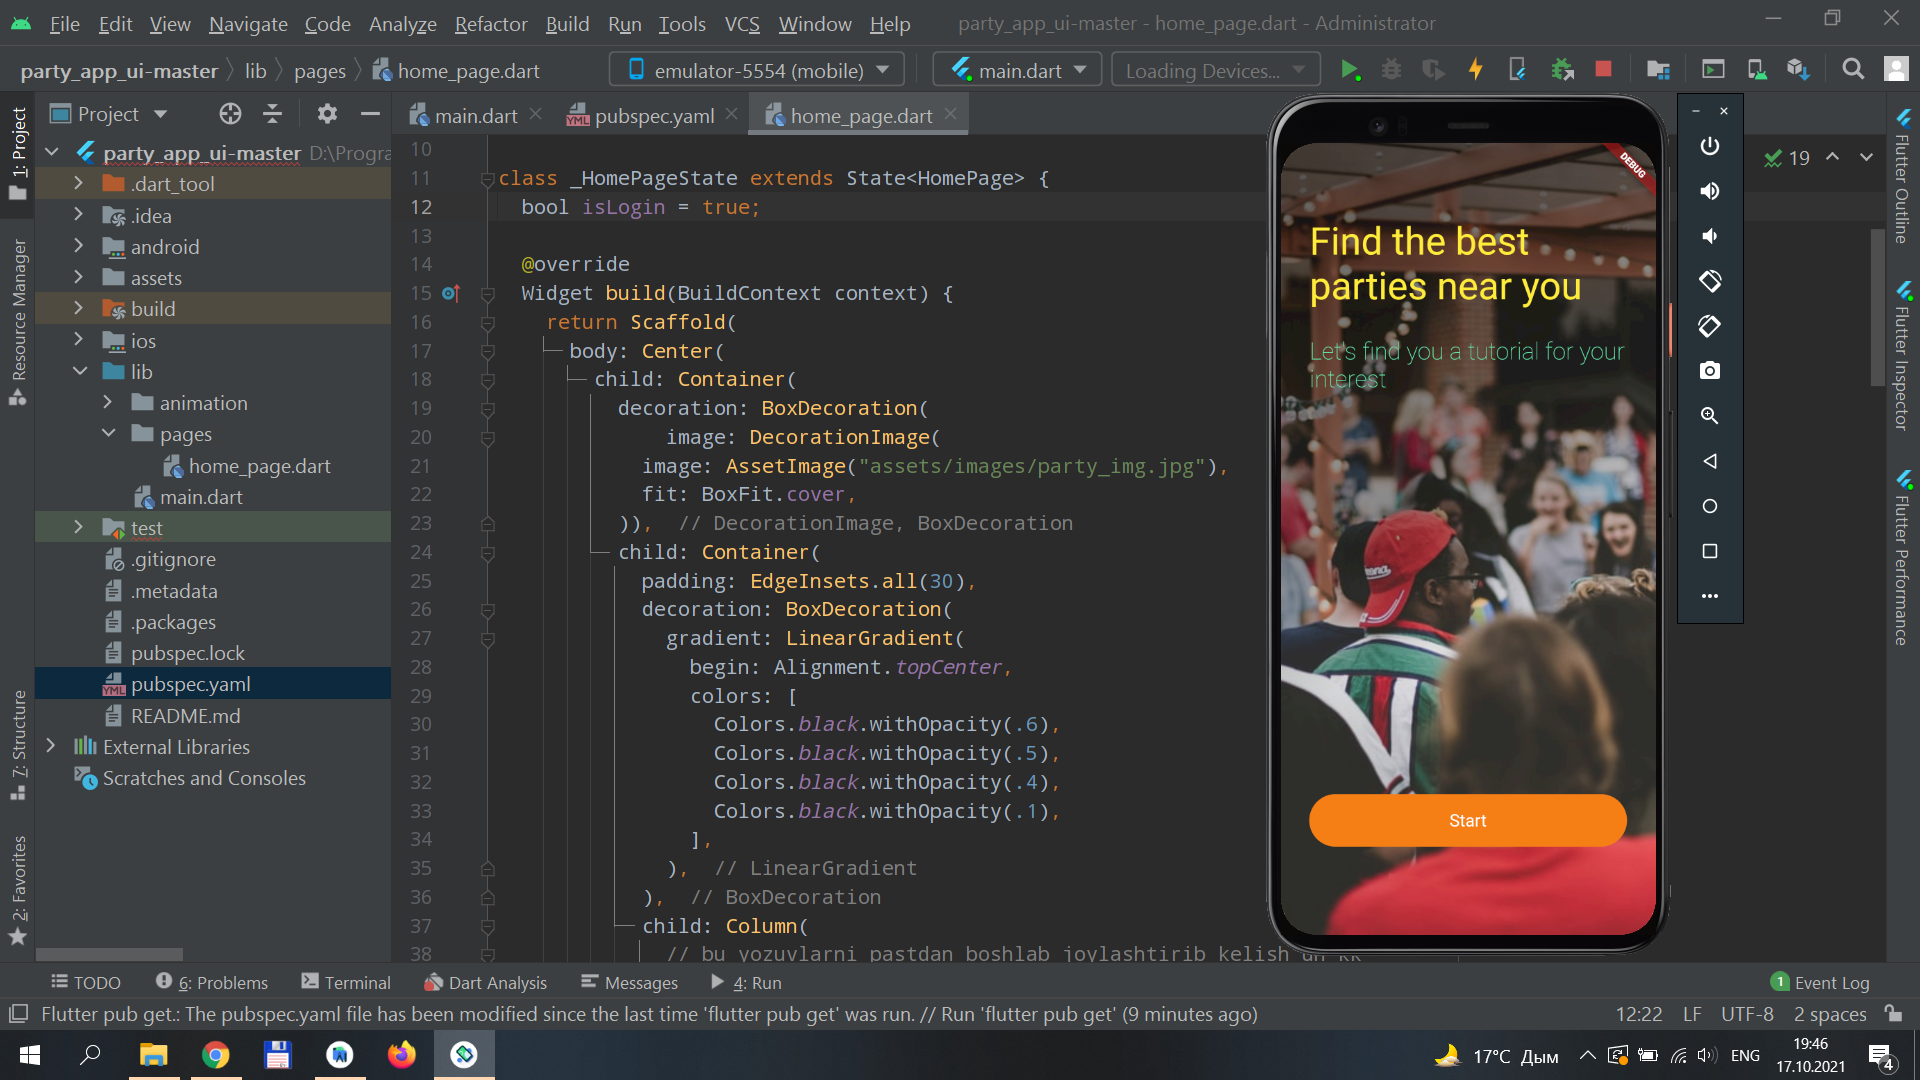 File Edit View Navigate Code Analyze Refactor Build Run Tools VCS Window Help party_app_ui-master - home_page.dart - Administrator
party_app_ui-master lib pages home_page.dart emulator-5554 (mobile) main.dart Loading Devices...
1: Project
Resource Manager
7: Structure
2: Favorites
Project
party_app_ui-master D:\Progra
.dart_tool
.idea
android
assets
build
ios
lib
animation
pages
home_page.dart
main.dart
test
.gitignore
.metadata
.packages
pubspec.lock
YML pubspec.yaml
README.md
External Libraries
Scratches and Consoles
main.dart YML pubspec.yaml home_page.dart
19
10
11 class _HomePageState extends State<HomePage> {
12 bool isLogin = true;
13
14 @override
15 Widget build(BuildContext context) {
16 return Scaffold(
17 body: Center(
18 child: Container(
19 decoration: BoxDecoration(
20 image: DecorationImage(
21 image: AssetImage("assets/images/party_img.jpg"),
22 fit: BoxFit.cover,
23 )), // DecorationImage, BoxDecoration
24 child: Container(
25 padding: EdgeInsets.all(30),
26 decoration: BoxDecoration(
27 gradient: LinearGradient(
28 begin: Alignment.topCenter,
29 colors: [
30 Colors.black.withOpacity(.6),
31 Colors.black.withOpacity(.5),
32 Colors.black.withOpacity(.4),
33 Colors.black.withOpacity(.1),
34 ],
35 ), // LinearGradient
36 ), // BoxDecoration
37 child: Column(
38 // bu yozuvlarni pastdan boshlab joylashtirib kelish un kk
DEBUG
Find the best
parties near you
Let's find you a tutorial for your
interest
Start
Flutter Outline
Flutter Inspector
Flutter Performance
TODO 6: Problems Terminal Dart Analysis Messages 4: Run 1 Event Log
Flutter pub get.: The pubspec.yaml file has been modified since the last time 'flutter pub get' was run. // Run 'flutter pub get' (9 minutes ago) 12:22 LF UTF-8 2 spaces
17°C Дым ENG 19:46
17.10.2021 4